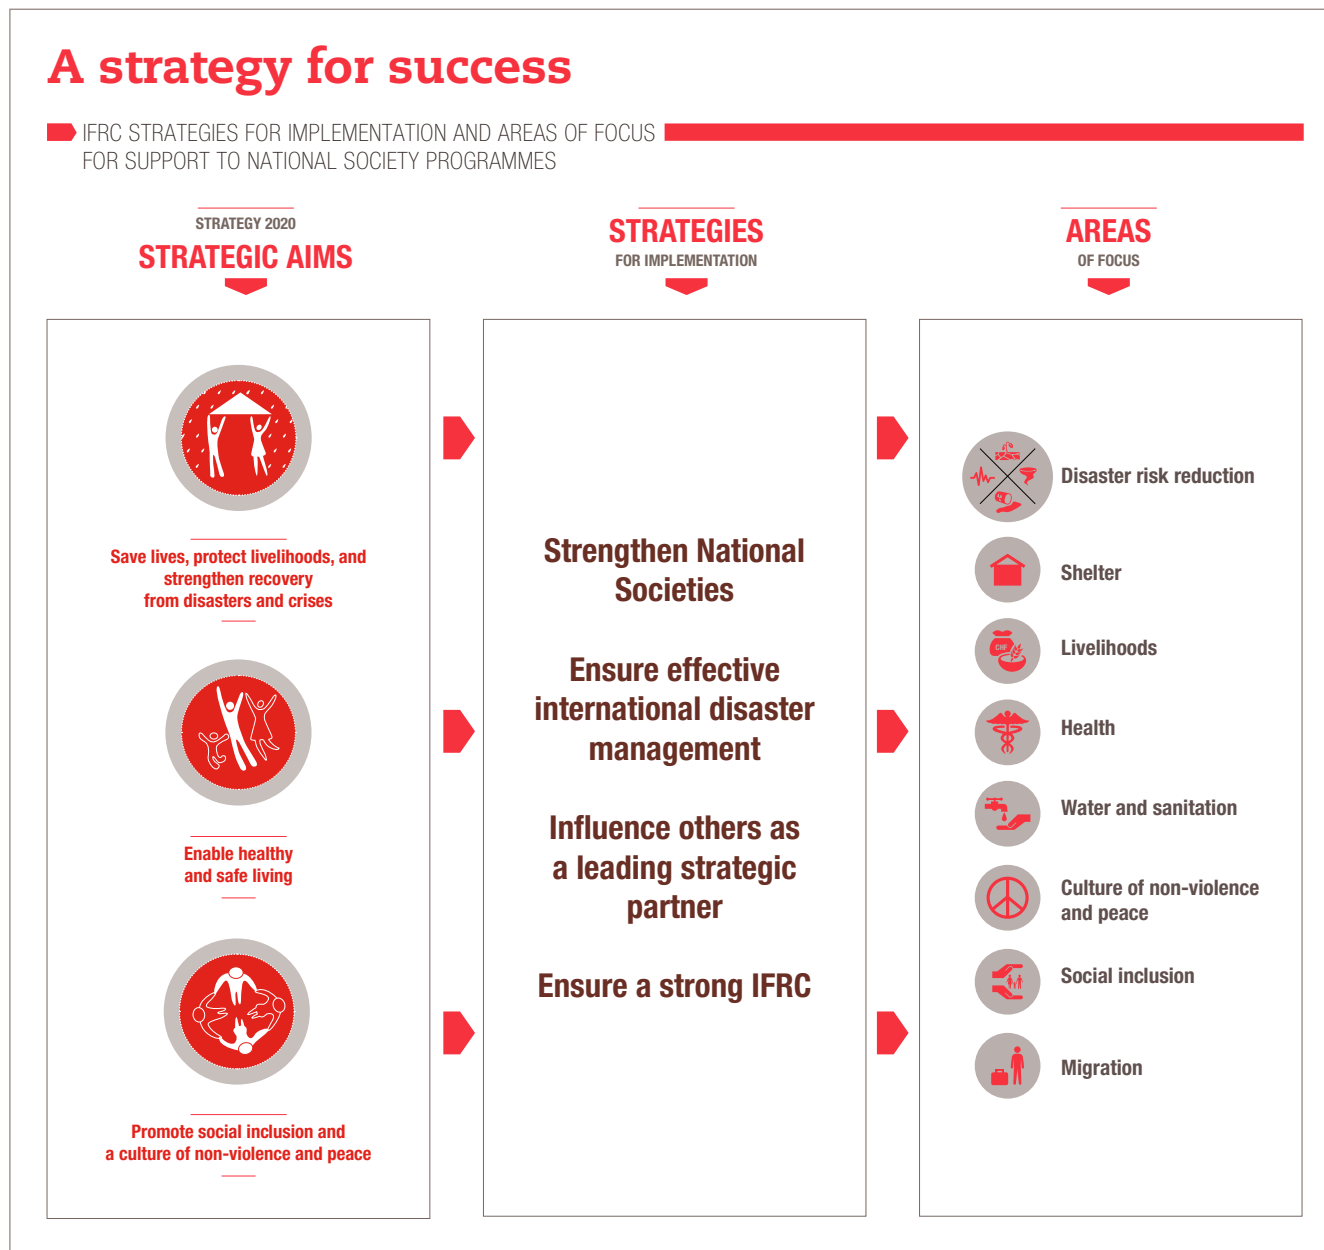 A strategy for success
IFRC STRATEGIES FOR IMPLEMENTATION AND AREAS OF FOCUS
FOR SUPPORT TO NATIONAL SOCIETY PROGRAMMES
STRATEGY 2020
STRATEGIC AIMS
Save lives, protect livelihoods, and
strengthen recovery
from disasters and crises
Enable healthy
and safe living
Promote social inclusion and
a culture of non-violence and peace
STRATEGIES
FOR IMPLEMENTATION
Strengthen National
Societies
Ensure effective
international disaster
management
Influence others as
a leading strategic
partner
Ensure a strong IFRC
AREAS
OF FOCUS
Disaster risk reduction
Shelter
CHF
Livelihoods
Health
Water and sanitation
Culture of non-violence
and peace
Social inclusion
Migration